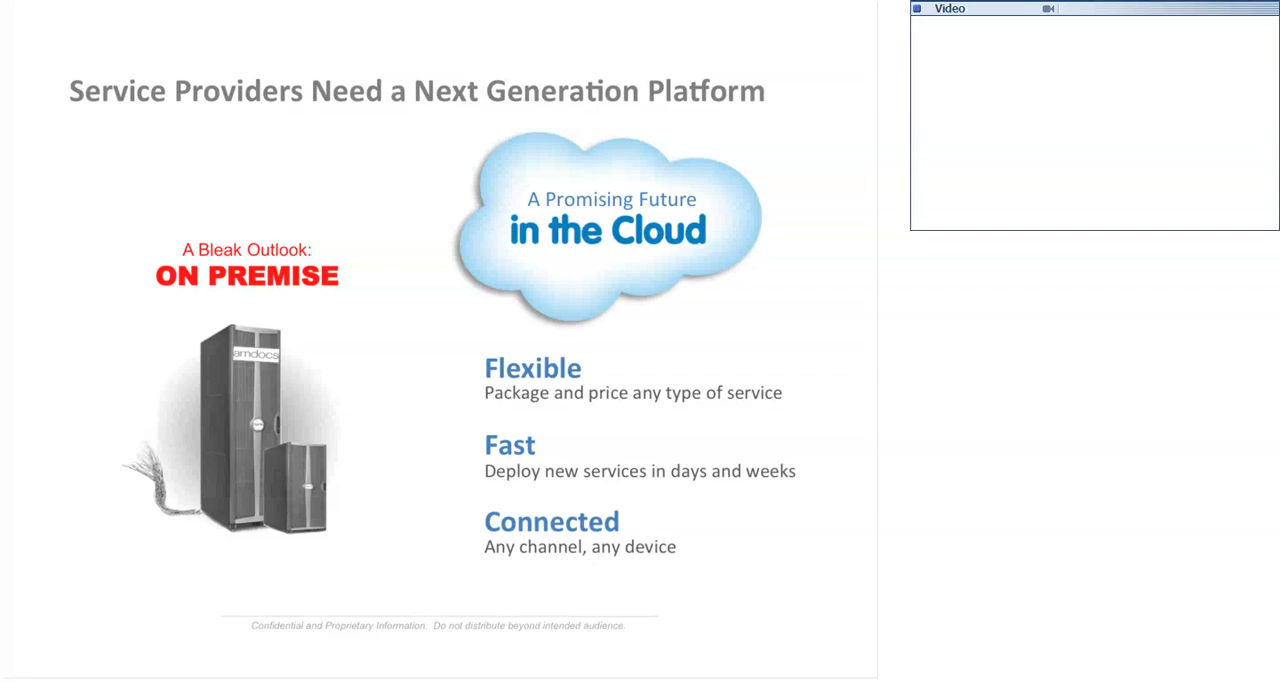 Video
Service Providers Need a Next Generation Platform
A Promising Future
in the Cloud
A Bleak Outlook:
ON PREMISE
amdocs
Flexible
Package and price any type of service
Fast
Deploy new services in days and weeks
Connected
Any channel, any device
Confidential and Proprietary Information. Do not distribute beyond intended audience.